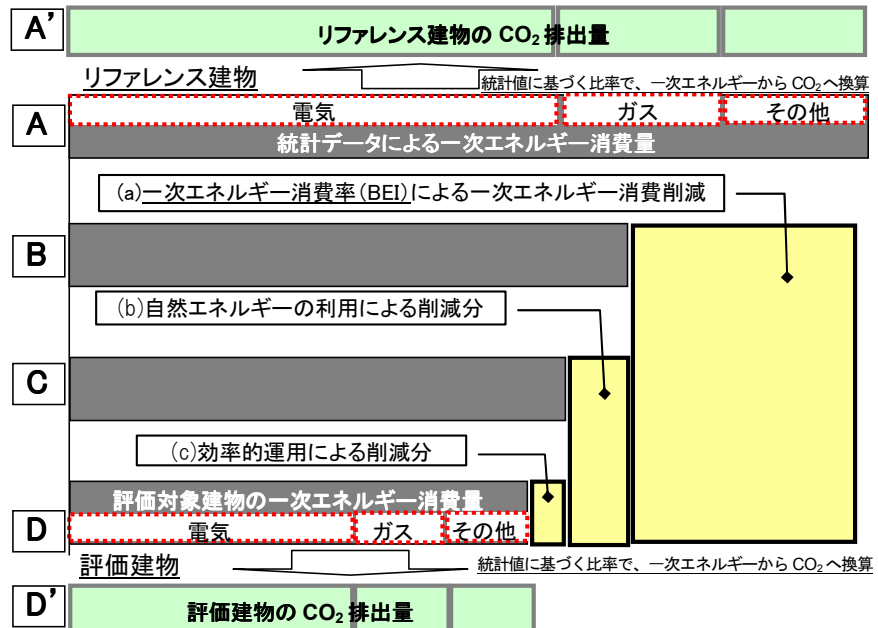 A’
リファレンス建物の CO2 排出量
リファレンス建物
統計値に基づく比率で、一次エネルギーから CO2 へ換算
A
電気 ガス その他
統計データによる一次エネルギー消費量
(a)一次エネルギー消費率(BEI)による一次エネルギー消費削減
B
(b)自然エネルギーの利用による削減分
C
(c)効率的運用による削減分
評価対象建物の一次エネルギー消費量
D
電気 ガス その他
評価建物
統計値に基づく比率で、一次エネルギーから CO2 へ換算
D’
評価建物の CO2 排出量